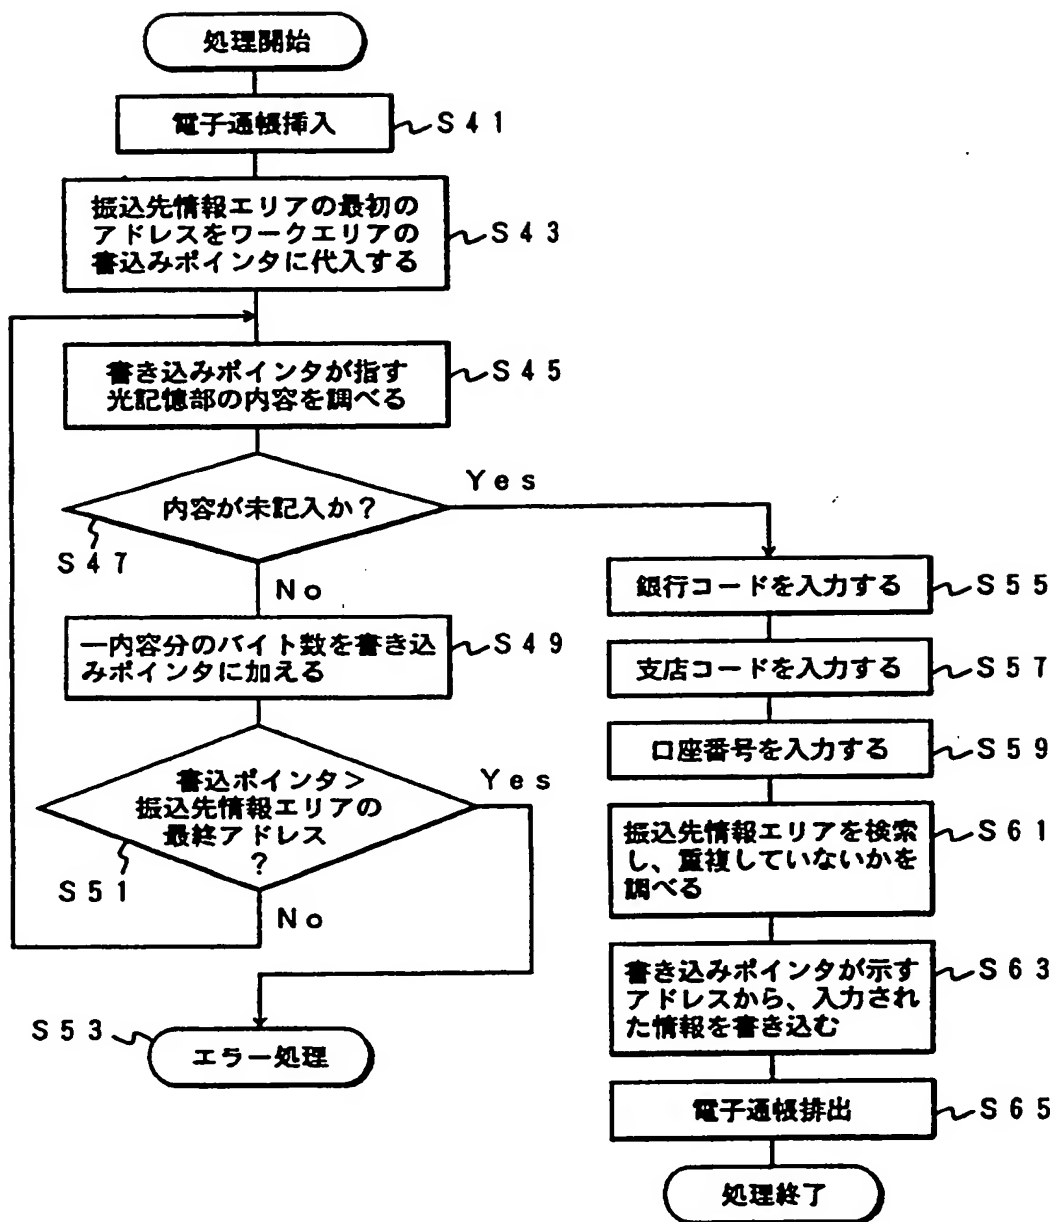 処理開始
電子通帳挿入
S41
振込先情報エリアの最初の
アドレスをワークエリアの
書込みポインタに代入する
S43
書き込みポインタが指す
光記憶部の内容を調べる
S45
内容が未記入か?
Yes
S47
No
一内容分のバイト数を書き込
みポインタに加える
S49
書込ポインタ>
振込先情報エリアの
最終アドレス
?
Yes
S51
No
S53
エラー処理
銀行コードを入力する
S55
支店コードを入力する
S57
口座番号を入力する
S59
振込先情報エリアを検索
し、重複していないかを
調べる
S61
書き込みポインタが示す
アドレスから、入力され
た情報を書き込む
S63
電子通帳排出
S65
処理終了